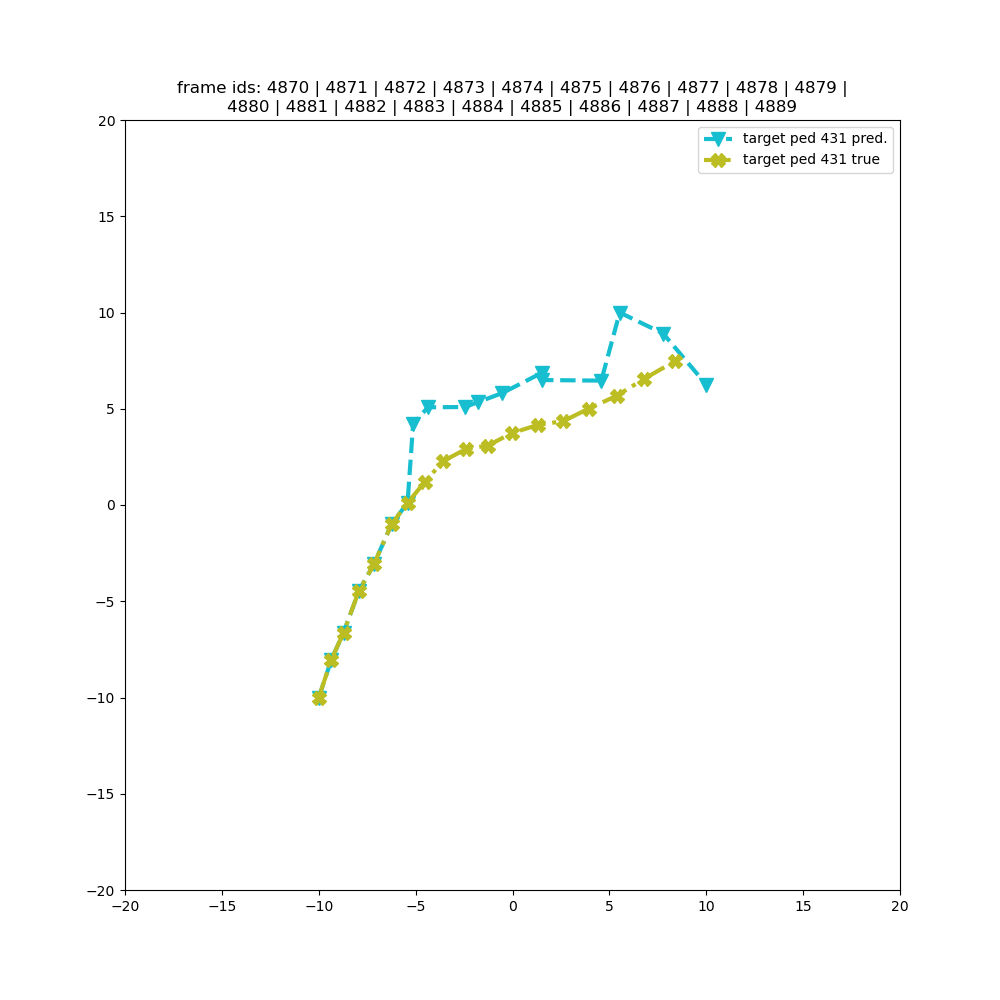 frame ids: 4870 | 4871 | 4872 | 4873 | 4874 | 4875 | 4876 | 4877 | 4878 | 4879 |
4880 | 4881 | 4882 | 4883 | 4884 | 4885 | 4886 | 4887 | 4888 | 4889
target ped 431 pred.
target ped 431 true
20
15
10
5
0
−5
−10
−15
−20
−20 −15 −10 −5 0 5 10 15 20